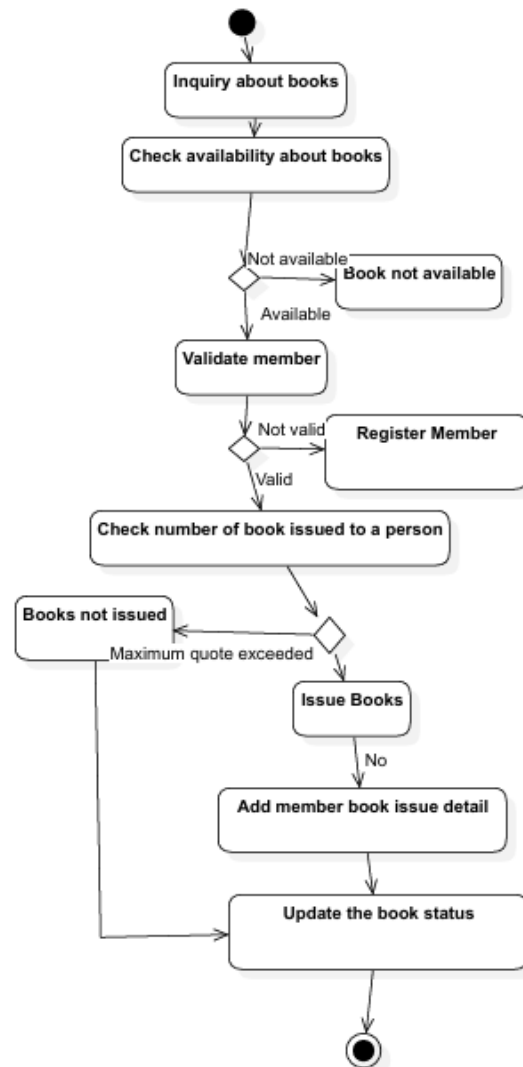 Inquiry about books
Check availability about books
Not available
Book not available
Available
Validate member
Not valid
Register Member
Valid
Check number of book issued to a person
Books not issued
Maximum quote exceeded
Issue Books
No
Add member book issue detail
Update the book status